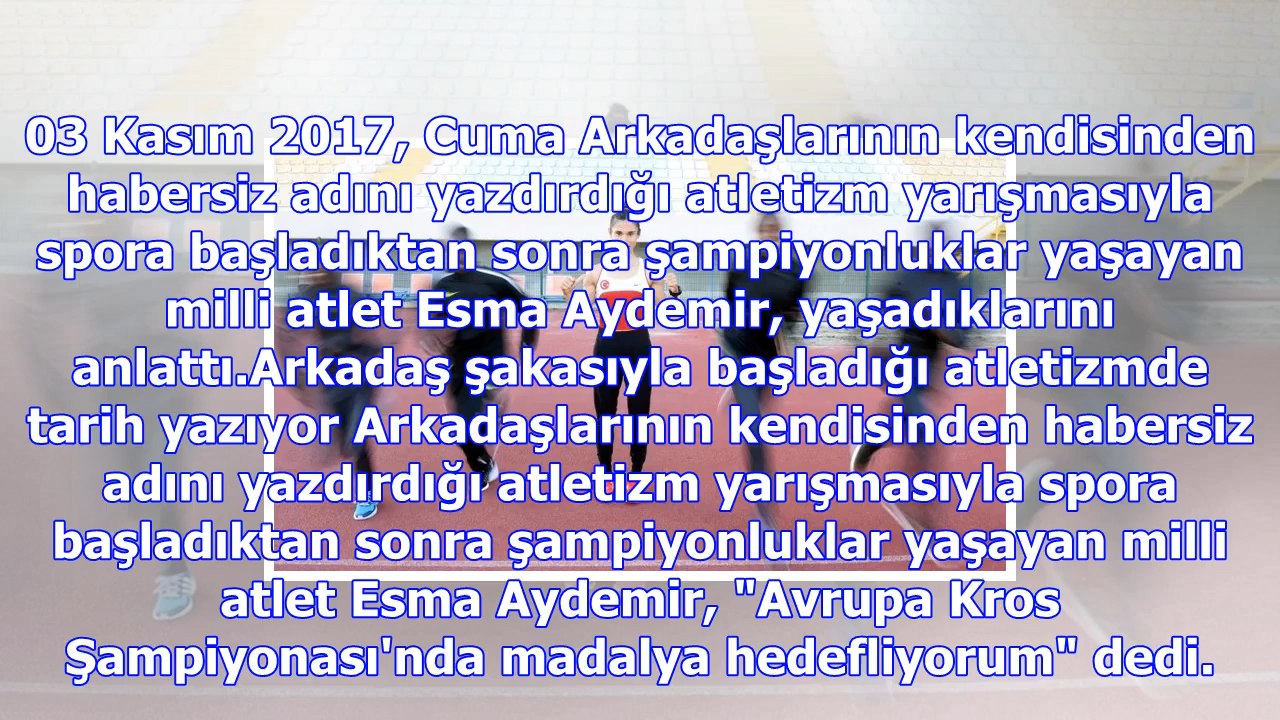 03 Kasım 2017, Cuma Arkadaşlarının kendisinden
habersiz adını yazdırdığı atletizm yarışmasıyla
spora başladıktan sonra şampiyonluklar yaşayan
milli atlet Esma Aydemir, yaşadıklarını
anlattı.Arkadaş şakasıyla başladığı atletizmde
tarih yazıyor Arkadaşlarının kendisinden habersiz
adını yazdırdığı atletizm yarışmasıyla spora
başladıktan sonra şampiyonluklar yaşayan milli
atlet Esma Aydemir, "Avrupa Kros
Şampiyonası'nda madalya hedefliyorum" dedi.